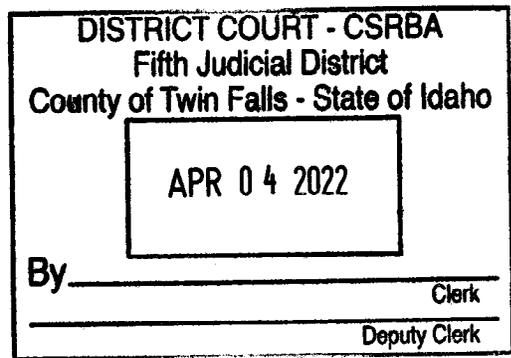 DISTRICT COURT - CSRBA
Fifth Judicial District
County of Twin Falls - State of Idaho
APR 04 2022
By
Clerk
Deputy Clerk